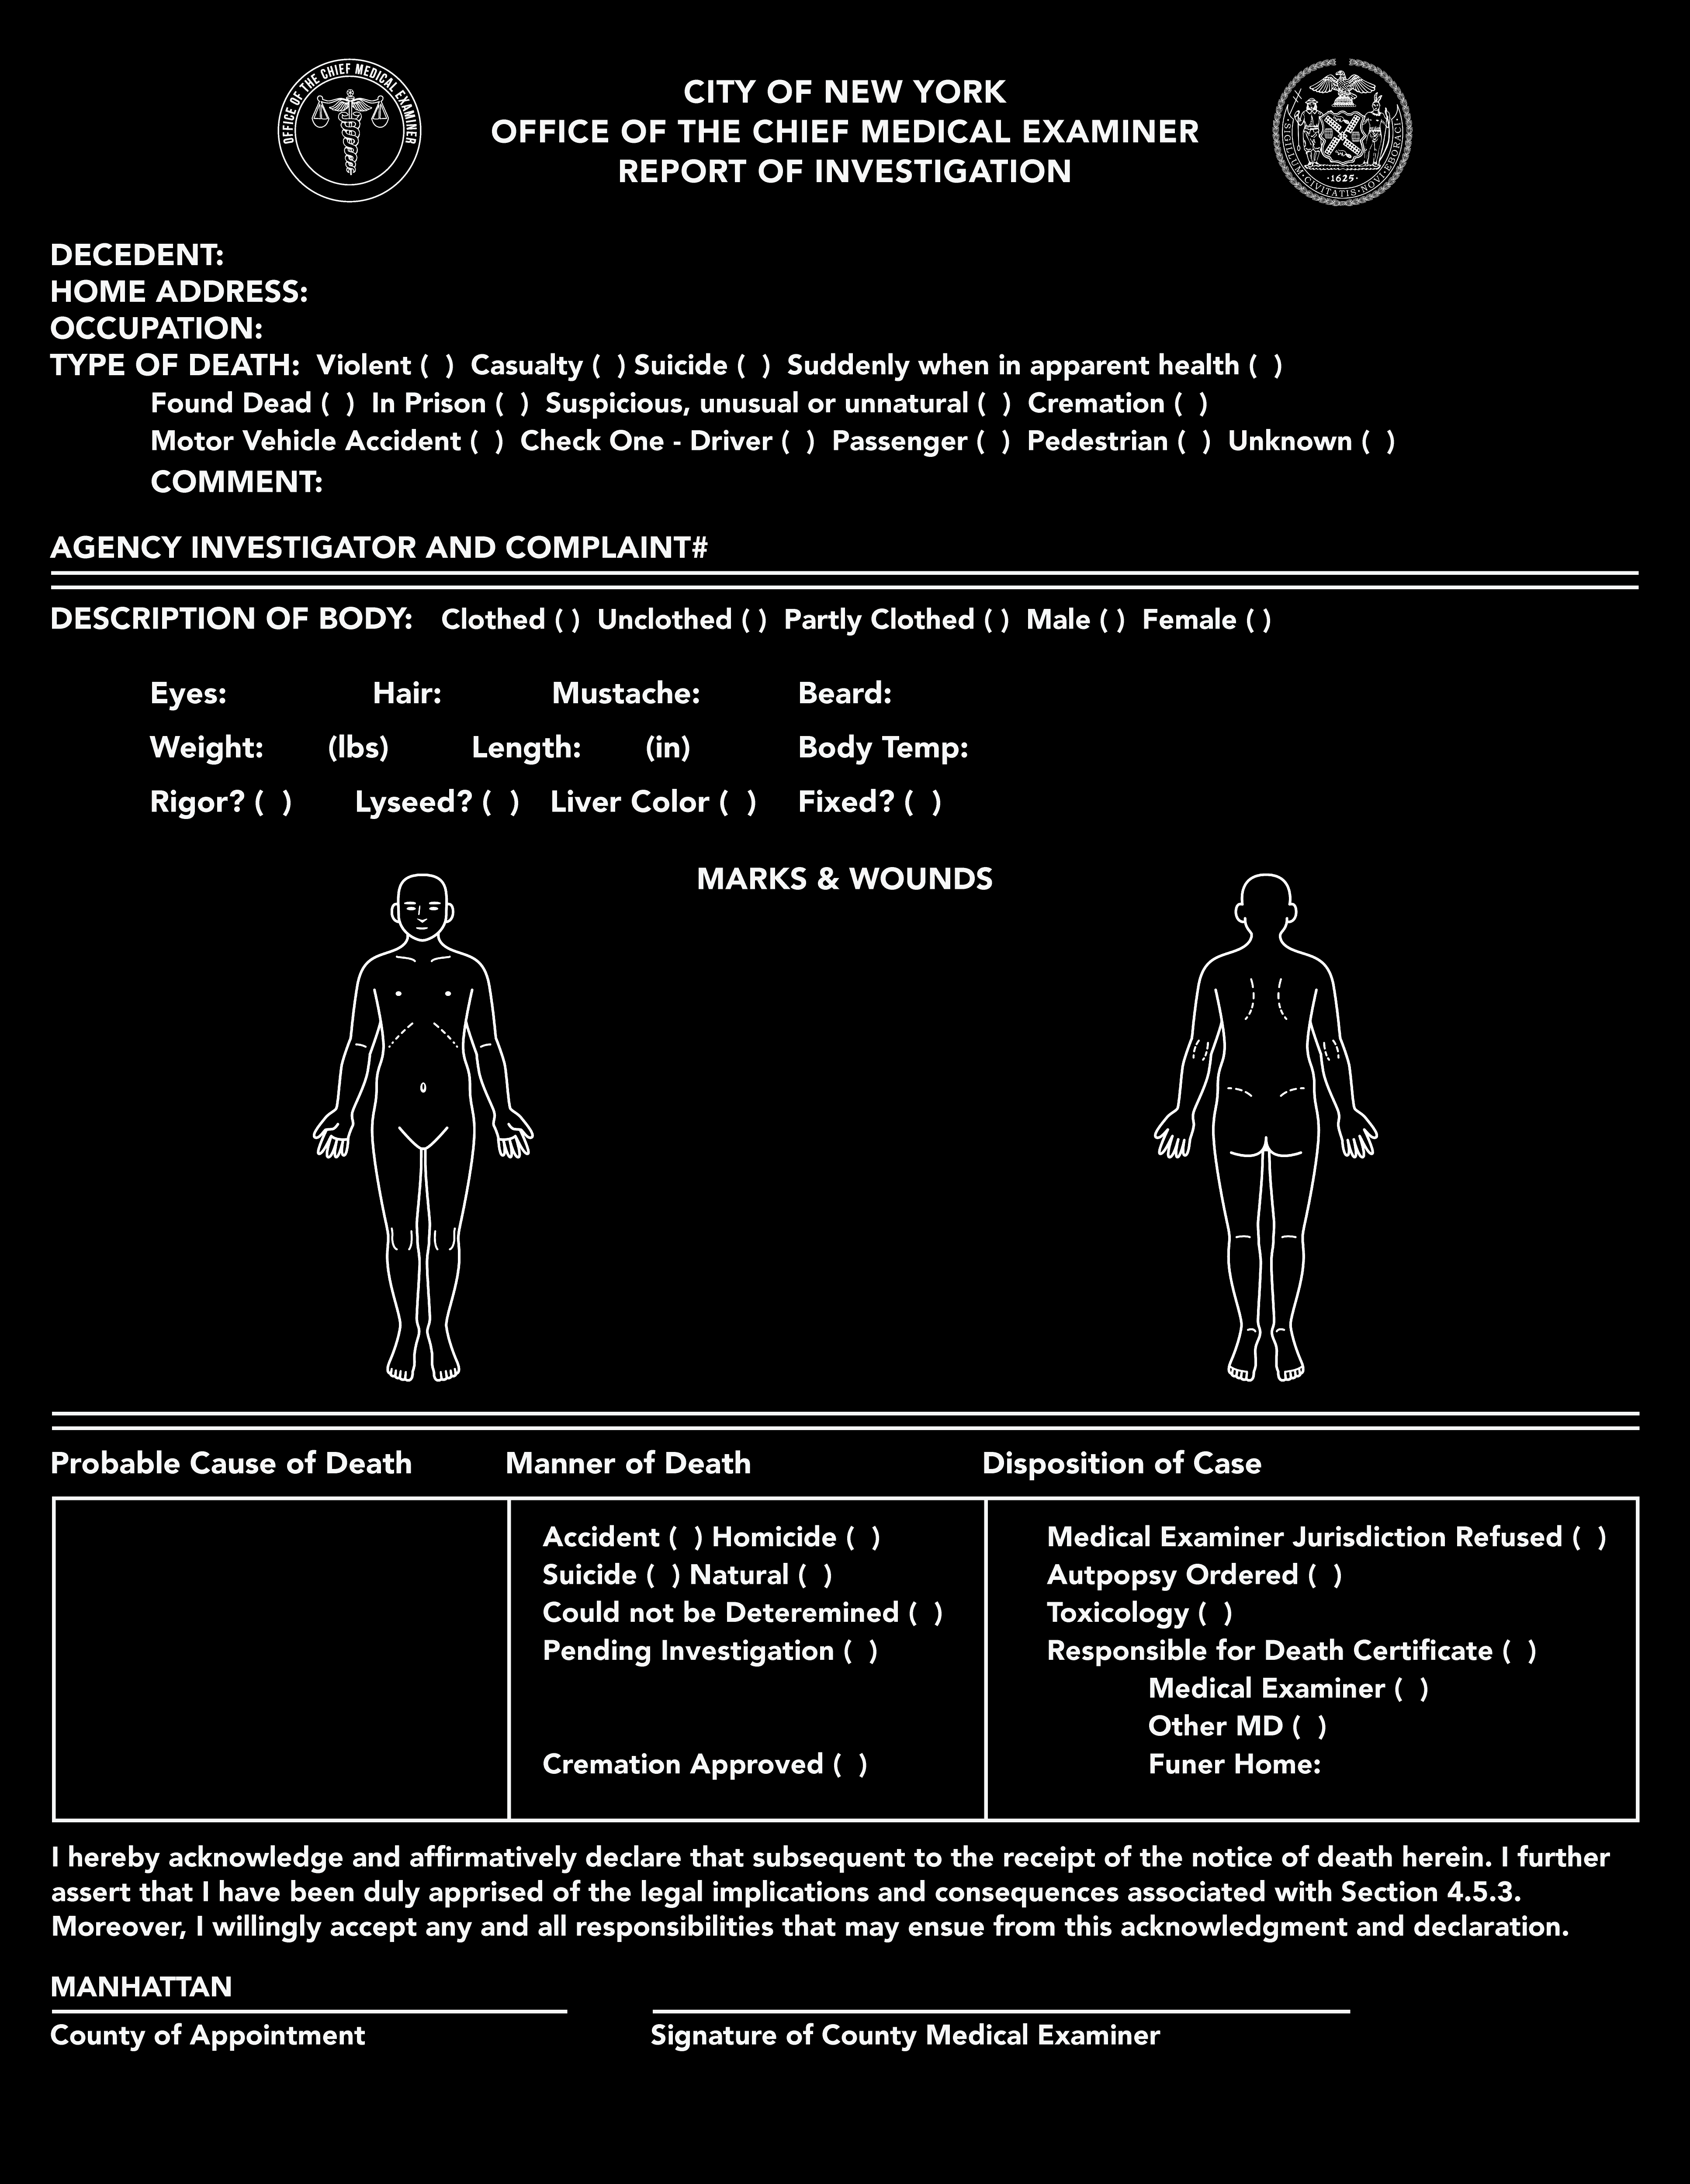 OFFICE OF THE CHIEF MEDICAL EXAMINER
CITY OF NEW YORK
OFFICE OF THE CHIEF MEDICAL EXAMINER
REPORT OF INVESTIGATION
SIGILLUM·CIVITATIS·NOVI·EBORACI
·1625·
DECEDENT:
HOME ADDRESS:
OCCUPATION:
TYPE OF DEATH: Violent ( ) Casualty ( ) Suicide ( ) Suddenly when in apparent health ( )
Found Dead ( ) In Prison ( ) Suspicious, unusual or unnatural ( ) Cremation ( )
Motor Vehicle Accident ( ) Check One - Driver ( ) Passenger ( ) Pedestrian ( ) Unknown ( )
COMMENT:
AGENCY INVESTIGATOR AND COMPLAINT#
DESCRIPTION OF BODY: Clothed ( ) Unclothed ( ) Partly Clothed ( ) Male ( ) Female ( )
Eyes: Hair: Mustache: Beard:
Weight: (lbs) Length: (in) Body Temp:
Rigor? ( ) Lyseed? ( ) Liver Color ( ) Fixed? ( )
MARKS & WOUNDS
Probable Cause of Death Manner of Death Disposition of Case
Accident ( ) Homicide ( )
Suicide ( ) Natural ( )
Could not be Deteremined ( )
Pending Investigation ( )
Cremation Approved ( )
Medical Examiner Jurisdiction Refused ( )
Autpopsy Ordered ( )
Toxicology ( )
Responsible for Death Certificate ( )
Medical Examiner ( )
Other MD ( )
Funer Home:
I hereby acknowledge and affirmatively declare that subsequent to the receipt of the notice of death herein. I further
assert that I have been duly apprised of the legal implications and consequences associated with Section 4.5.3.
Moreover, I willingly accept any and all responsibilities that may ensue from this acknowledgment and declaration.
MANHATTAN
County of Appointment Signature of County Medical Examiner